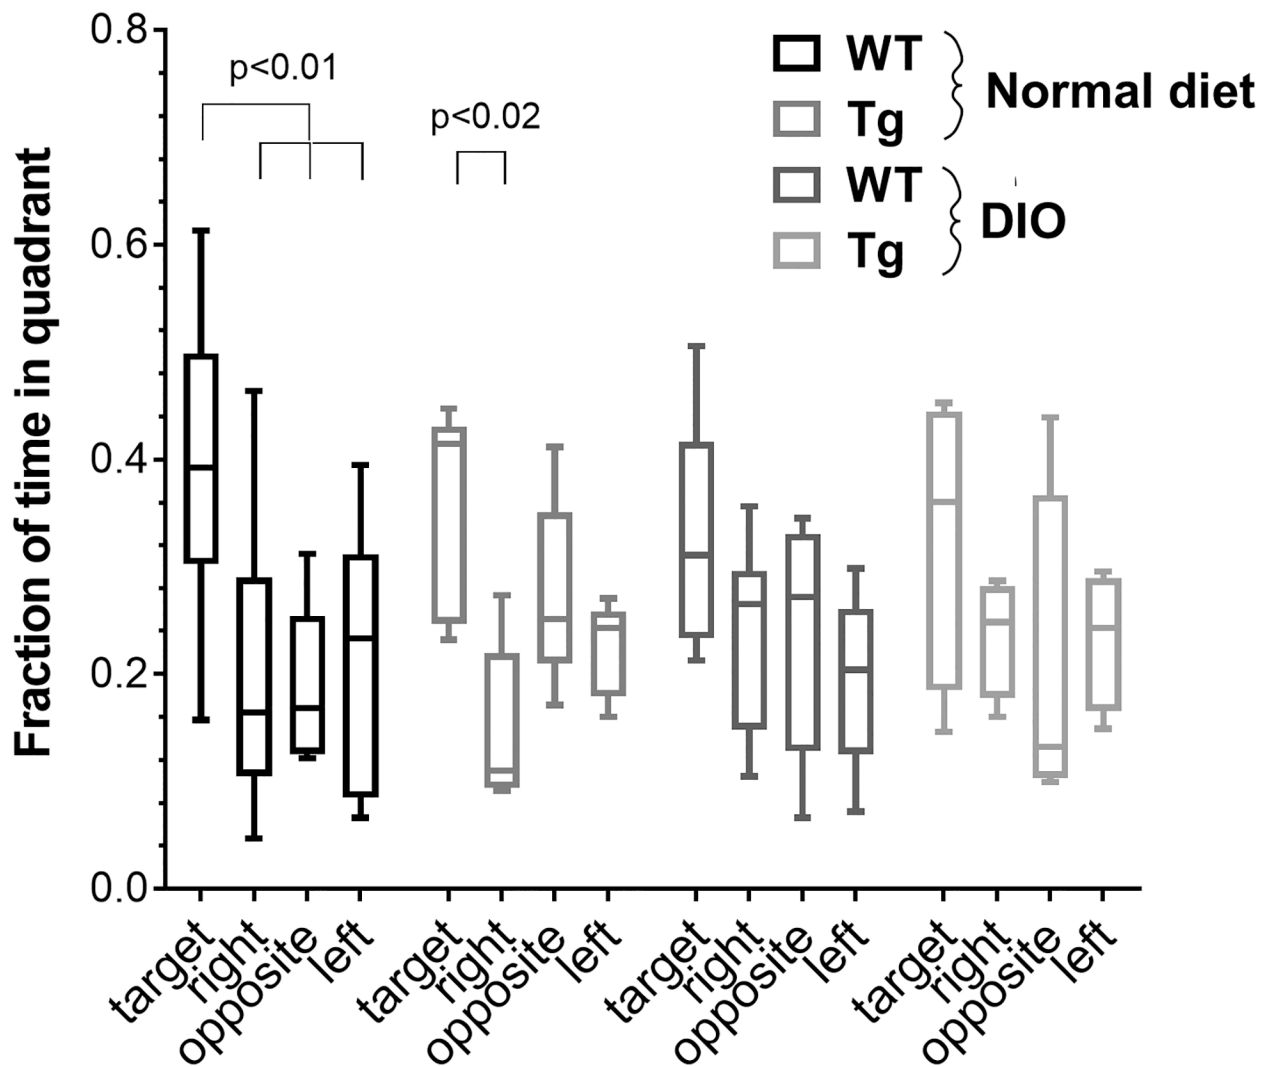 Fraction of time in quadrant
0.8
0.6
0.4
0.2
0.0
p<0.01
p<0.02
WT
Tg
Normal diet
WT
Tg
DIO
target
right
opposite
left
target
right
opposite
left
target
right
opposite
left
target
right
opposite
left